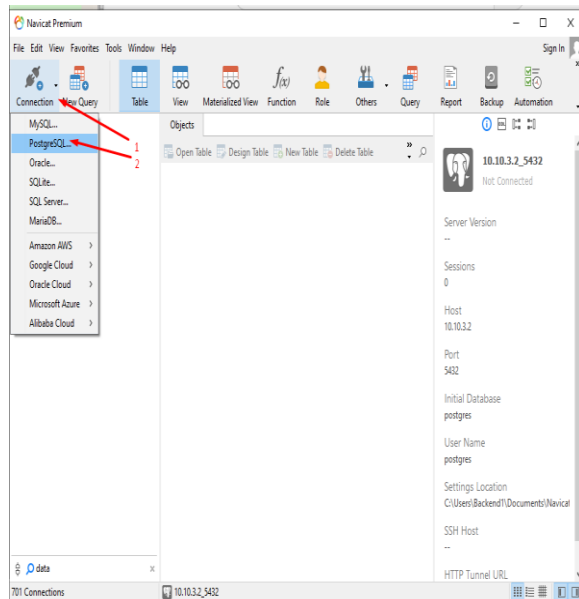 Navicat Premium
File Edit View Favorites Tools Window Help
Sign In
Connection New Query Table View Materialized View Function Role Others Query Report Backup Automation
MySQL...
PostgreSQL...
Oracle...
SQLite...
SQL Server...
MariaDB...
Amazon AWS
Google Cloud
Oracle Cloud
Microsoft Azure
Alibaba Cloud
1
2
Objects
Open Table Design Table New Table Delete Table
10.10.3.2_5432
Not Connected
Server Version
--
Sessions
0
Host
10.10.3.2
Port
5432
Initial Database
postgres
User Name
postgres
Settings Location
C:\Users\Backend1\Documents\Navicat
SSH Host
--
HTTP Tunnel URL
data
701 Connections
10.10.3.2_5432